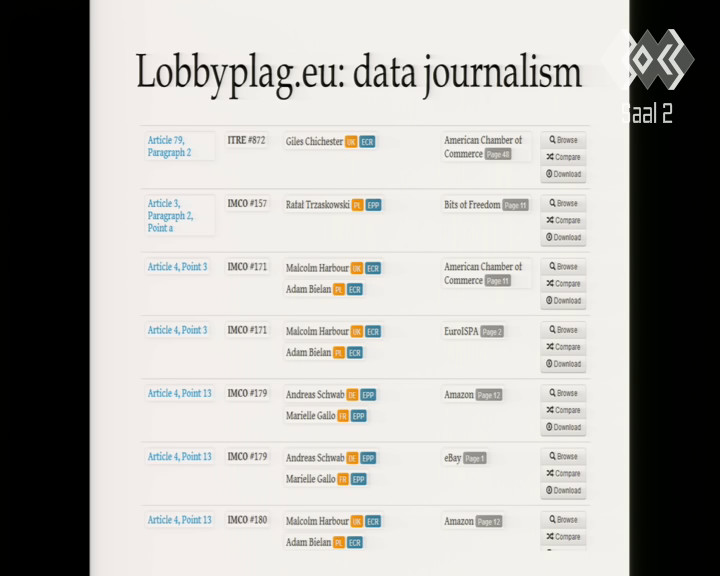 Lobbyplag.eu: data journalism
Saal 2
Article 79, Paragraph 2 ITRE #872 Giles Chichester UK ECR American Chamber of Commerce Page 48 Browse Compare Download
Article 3, Paragraph 2, Point a IMCO #157 Rafał Trzaskowski PL EPP Bits of Freedom Page 11 Browse Compare Download
Article 4, Point 3 IMCO #171 Malcolm Harbour UK ECR Adam Bielan PL ECR American Chamber of Commerce Page 11 Browse Compare Download
Article 4, Point 3 IMCO #171 Malcolm Harbour UK ECR Adam Bielan PL ECR EuroISPA Page 2 Browse Compare Download
Article 4, Point 13 IMCO #179 Andreas Schwab DE EPP Marielle Gallo FR EPP Amazon Page 12 Browse Compare Download
Article 4, Point 13 IMCO #179 Andreas Schwab DE EPP Marielle Gallo FR EPP eBay Page 1 Browse Compare Download
Article 4, Point 13 IMCO #180 Malcolm Harbour UK ECR Adam Bielan PL ECR Amazon Page 12 Browse Compare